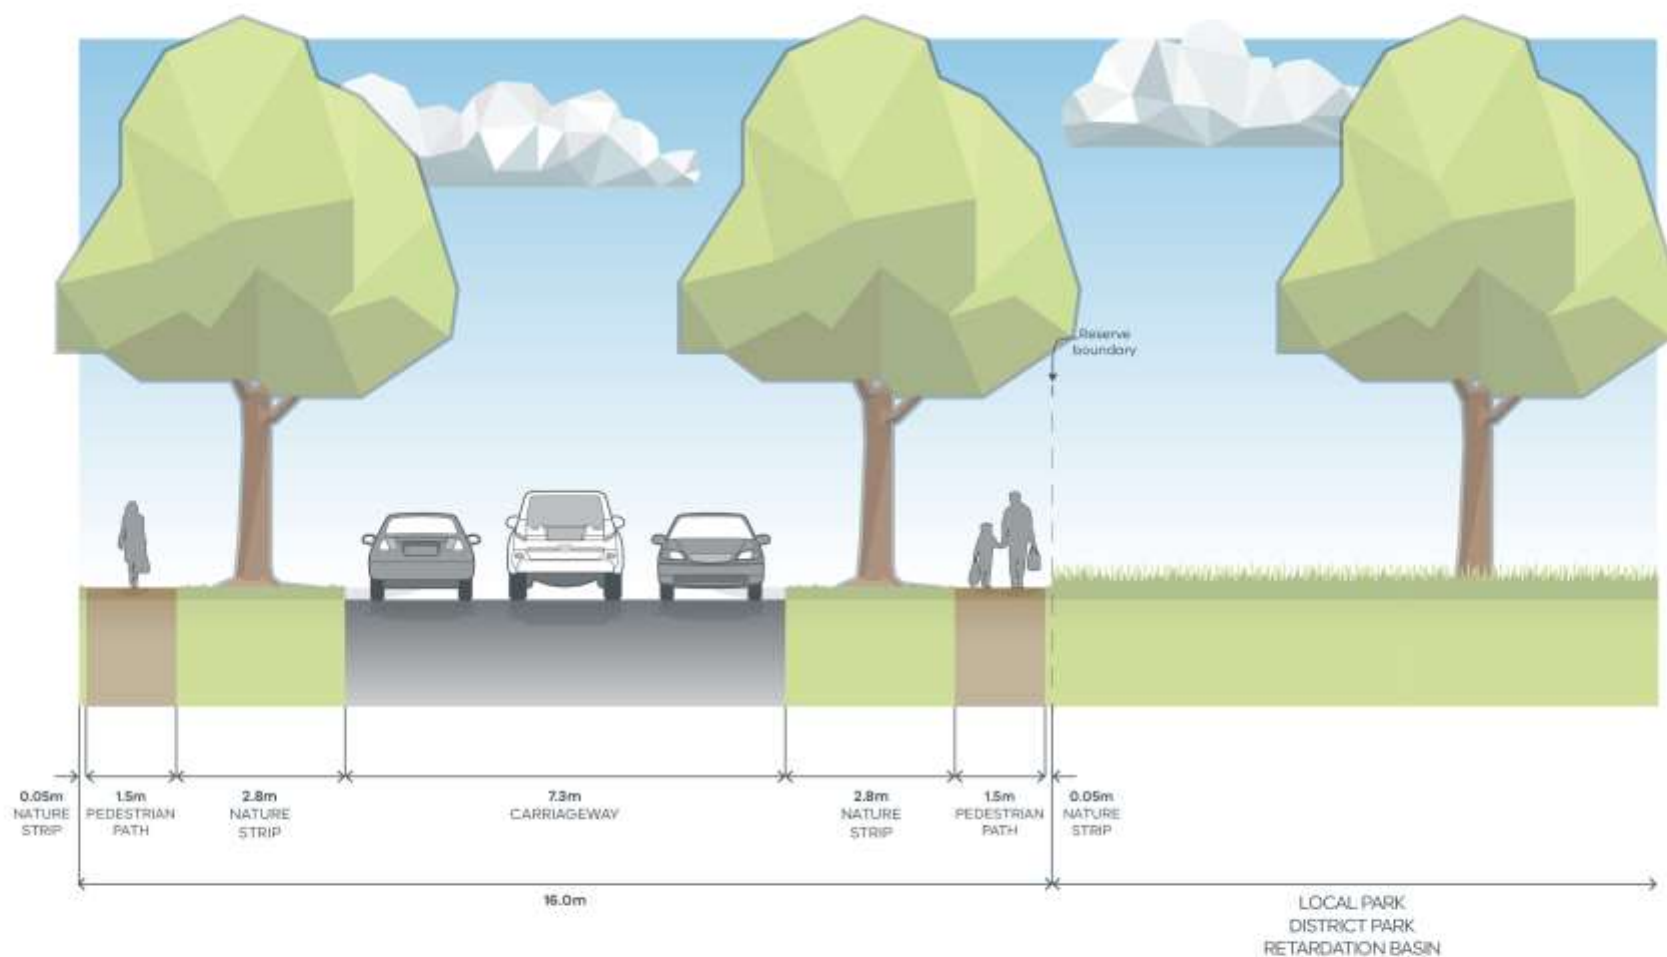 Reserve
boundary
0.05m
NATURE
STRIP
1.5m
PEDESTRIAN
PATH
2.8m
NATURE
STRIP
7.3m
CARRIAGEWAY
2.8m
NATURE
STRIP
1.5m
PEDESTRIAN
PATH
0.05m
NATURE
STRIP
16.0m
LOCAL PARK
DISTRICT PARK
RETARDATION BASIN